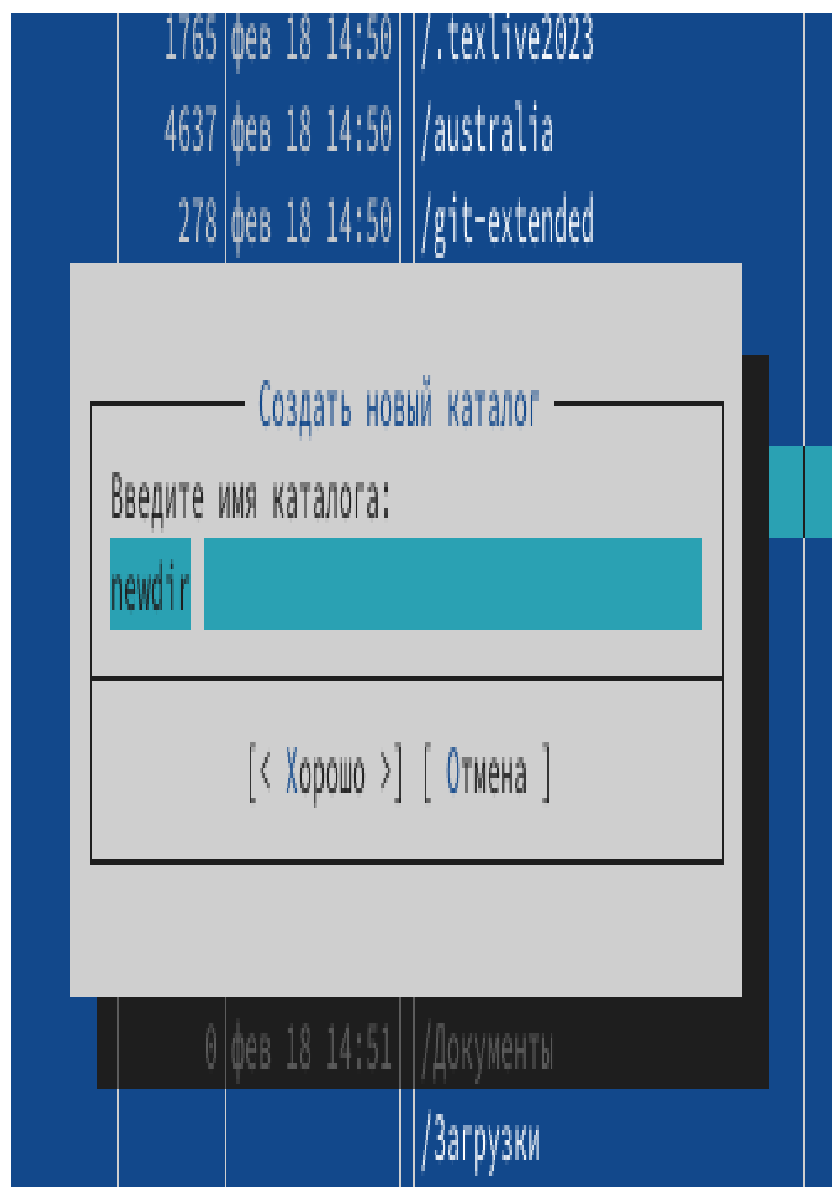 1765 фев 18 14:50 /.texlive2023
4637 фев 18 14:50 /australia
278 фев 18 14:50 /git-extended
Создать новый каталог
Введите имя каталога:
newdir
[< Хорошо >] [ Отмена ]
0 фев 18 14:51 /Документы
/Загрузки